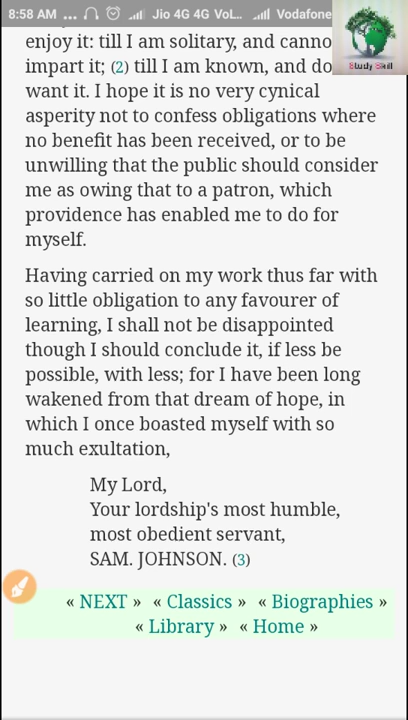 8:58 AM ... Jio 4G 4G VoL... Vodafone
Study Skill
enjoy it: till I am solitary, and canno
impart it; (2) till I am known, and do
want it. I hope it is no very cynical
asperity not to confess obligations where
no benefit has been received, or to be
unwilling that the public should consider
me as owing that to a patron, which
providence has enabled me to do for
myself.
Having carried on my work thus far with
so little obligation to any favourer of
learning, I shall not be disappointed
though I should conclude it, if less be
possible, with less; for I have been long
wakened from that dream of hope, in
which I once boasted myself with so
much exultation,
My Lord,
Your lordship's most humble,
most obedient servant,
SAM. JOHNSON. (3)
« NEXT » « Classics » « Biographies »
« Library » « Home »